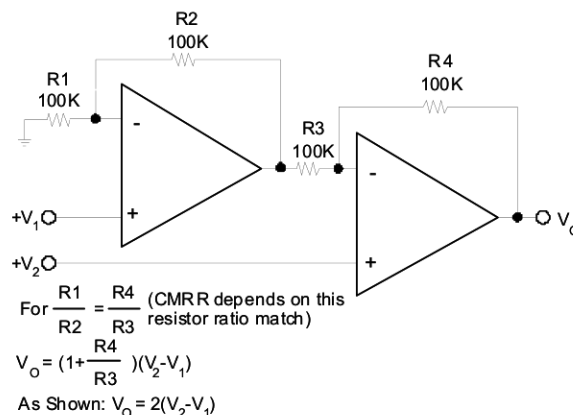 R2
100K
R4
100K
R1
100K
R3
100K
-
-
+V1
+
VO
+V2
+
For R1/R2 = R4/R3 (CMRR depends on this
resistor ratio match)
VO = (1+ R4/R3 )(V2-V1)
As Shown: VO = 2(V2-V1)